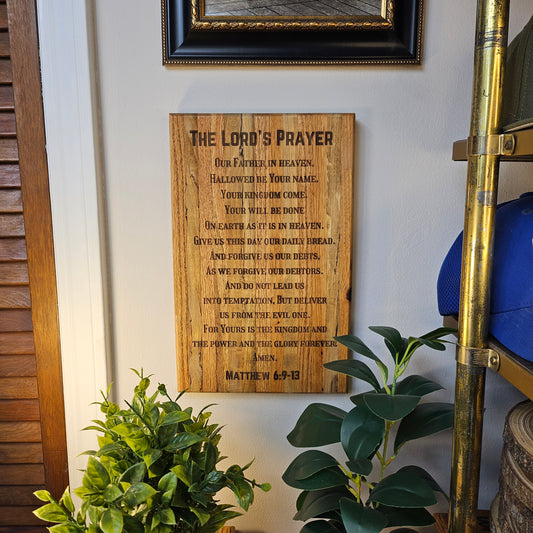 The Lord's Prayer
Our Father in heaven,
Hallowed be Your name.
Your kingdom come.
Your will be done
On earth as it is in heaven.
Give us this day our daily bread.
And forgive us our debts,
As we forgive our debtors.
And do not lead us
into temptation, But deliver
us from the evil one.
For Yours is the kingdom and
the power and the glory forever.
Amen.
Matthew 6:9-13